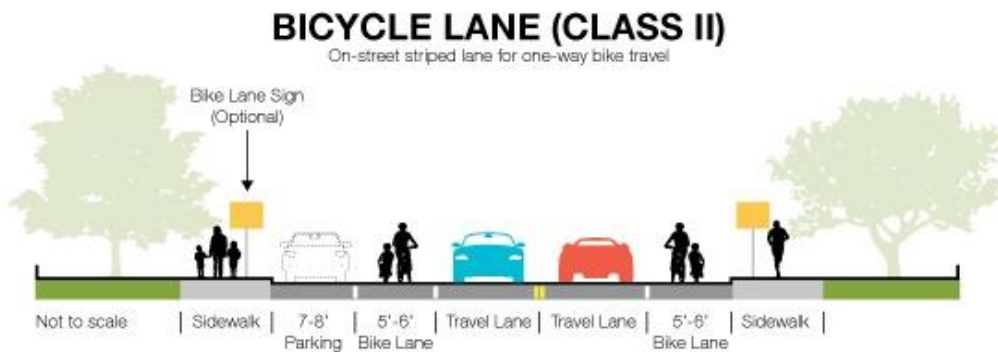 BICYCLE LANE (CLASS II)
On-street striped lane for one-way bike travel
Bike Lane Sign
(Optional)
Not to scale
Sidewalk
7-8'
Parking
5'-6'
Bike Lane
Travel Lane
Travel Lane
5'-6'
Bike Lane
Sidewalk